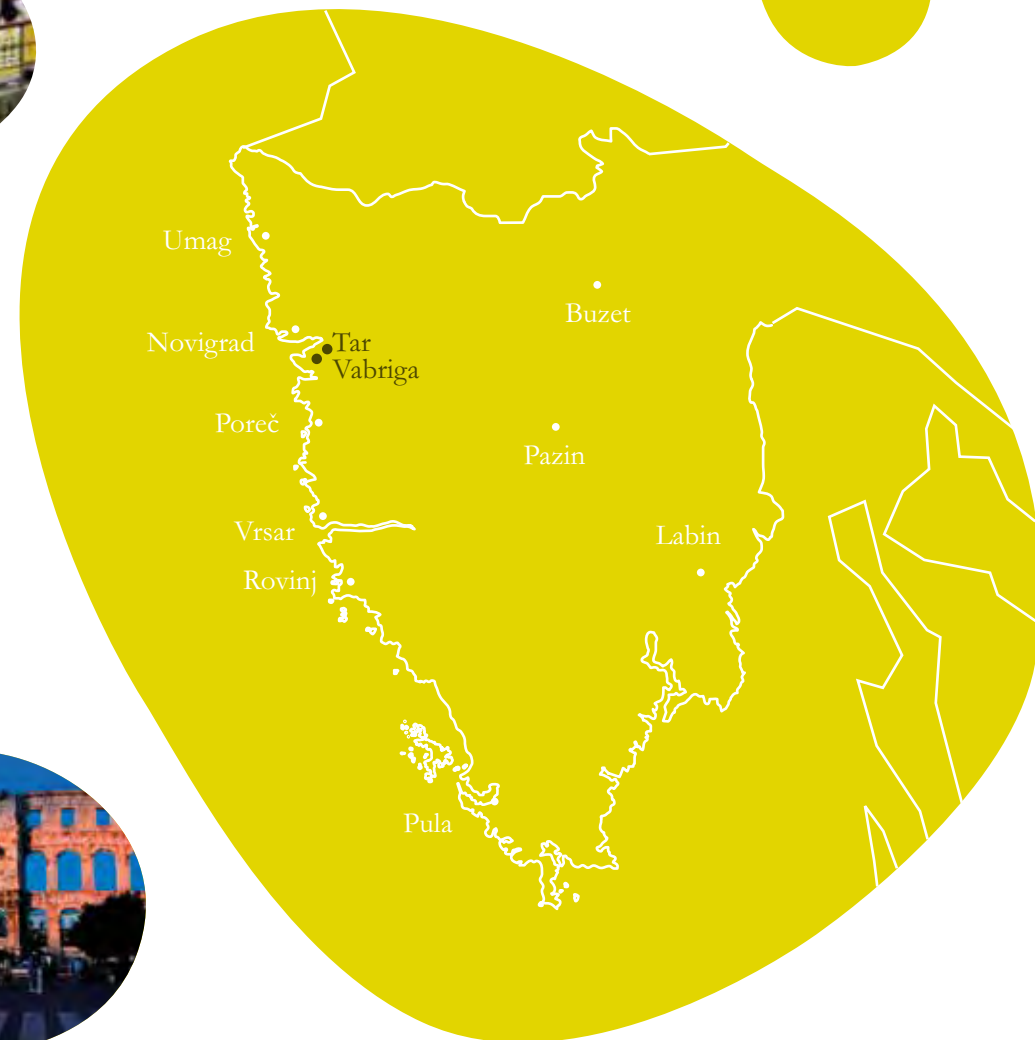 Umag
Buzet
Novigrad
Tar
Vabriga
Poreč
Pazin
Vrsar
Labin
Rovinj
Pula